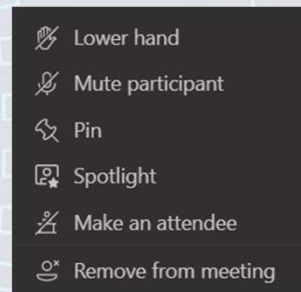 Lower hand
Mute participant
Pin
Spotlight
Make an attendee
Remove from meeting